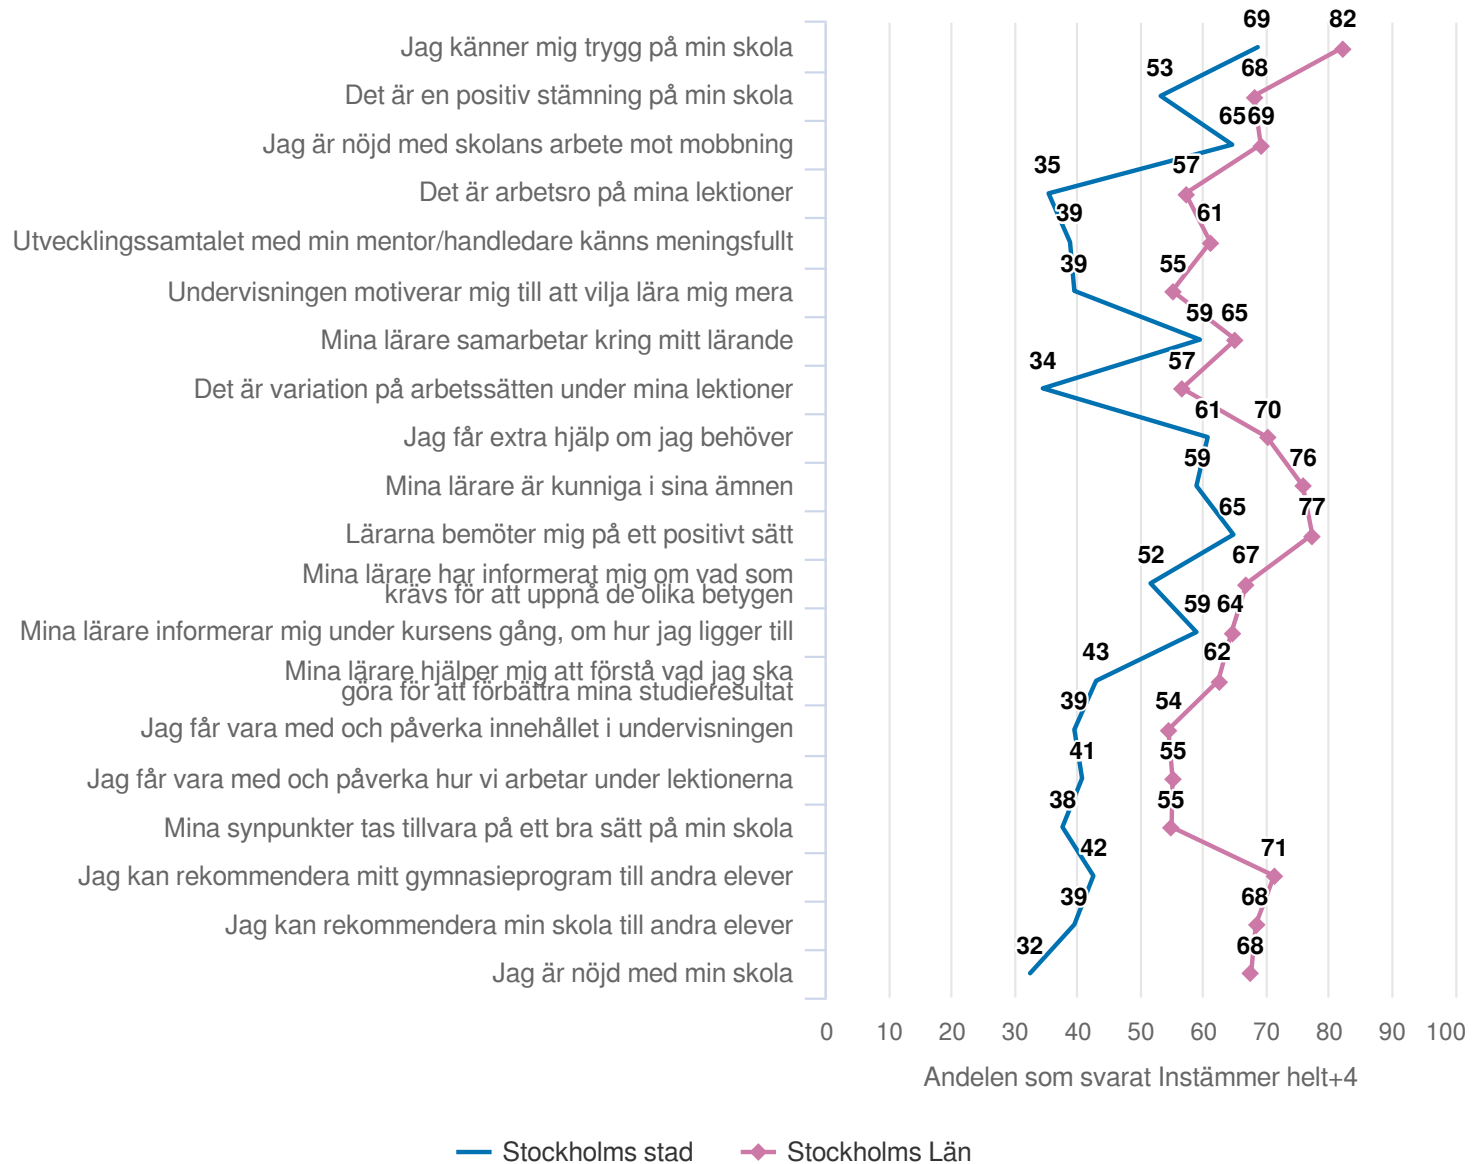 69 82
Jag känner mig trygg på min skola
53 68
Det är en positiv stämning på min skola
65 69
Jag är nöjd med skolans arbete mot mobbning
35 57
Det är arbetsro på mina lektioner
39 61
Utvecklingssamtalet med min mentor/handledare känns meningsfullt
39 55
Undervisningen motiverar mig till att vilja lära mig mera
59 65
Mina lärare samarbetar kring mitt lärande
34 57
Det är variation på arbetssätten under mina lektioner
61 70
Jag får extra hjälp om jag behöver
59 76
Mina lärare är kunniga i sina ämnen
65 77
Lärarna bemöter mig på ett positivt sätt
52 67
Mina lärare har informerat mig om vad som
krävs för att uppnå de olika betygen
59 64
Mina lärare informerar mig under kursens gång, om hur jag ligger till
43 62
Mina lärare hjälper mig att förstå vad jag ska
göra för att förbättra mina studieresultat
39 54
Jag får vara med och påverka innehållet i undervisningen
41 55
Jag får vara med och påverka hur vi arbetar under lektionerna
38 55
Mina synpunkter tas tillvara på ett bra sätt på min skola
42 71
Jag kan rekommendera mitt gymnasieprogram till andra elever
39 68
Jag kan rekommendera min skola till andra elever
32 68
Jag är nöjd med min skola
0 10 20 30 40 50 60 70 80 90 100
Andelen som svarat Instämmer helt+4
Stockholms stad Stockholms Län